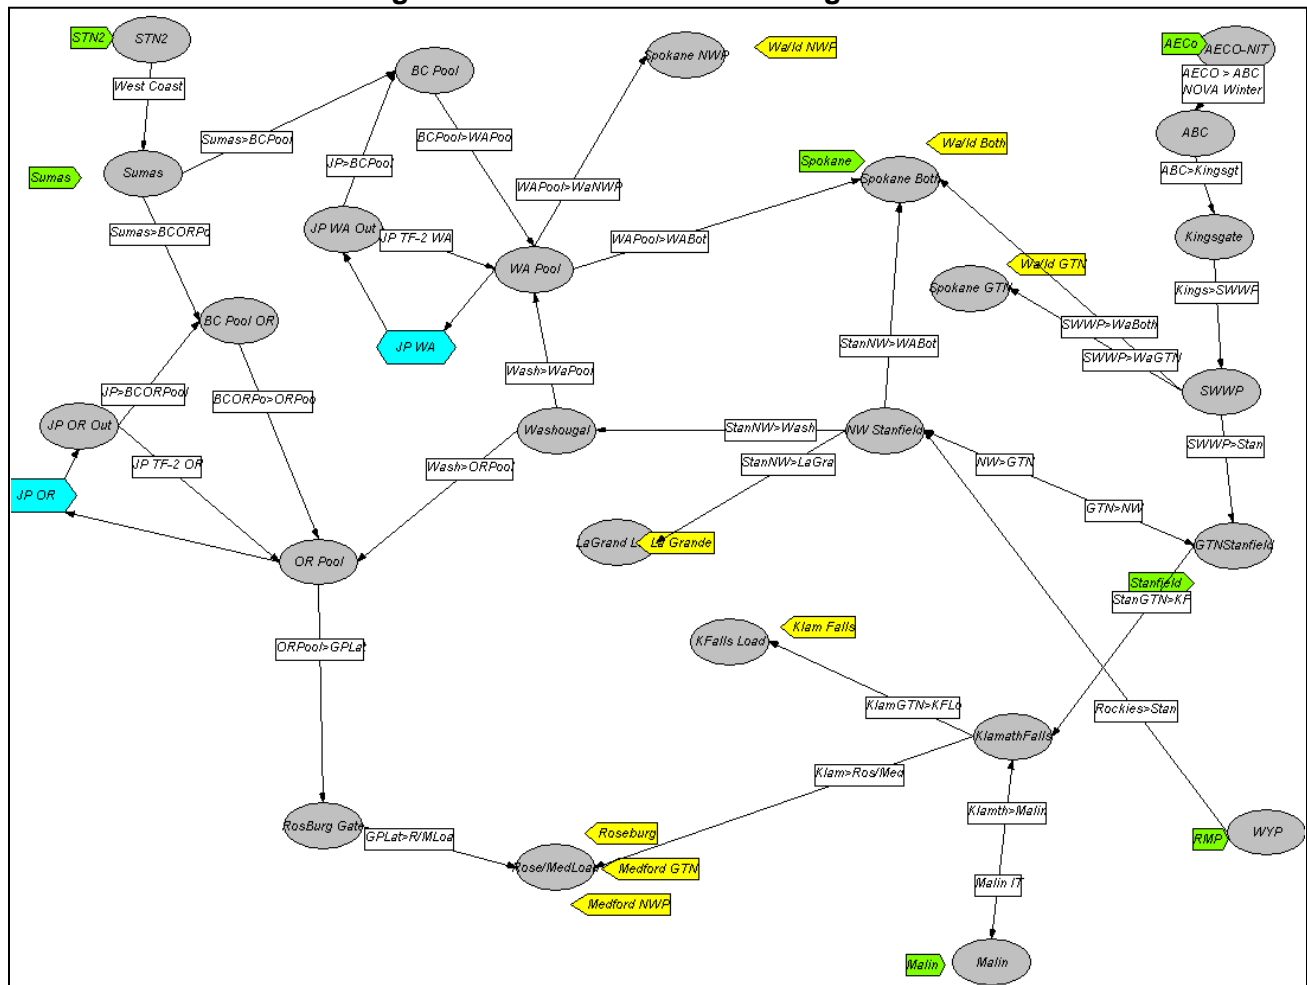 STN2
STN2
BC Pool
Spokane NWP
Wa/Id NWP
AECo
AECO-NIT
West Coast
AECO > ABC
NOVA Winter
Sumas>BCPool
BCPool>WAPoo
ABC
Wa/Id Both
Sumas
Sumas
JP>BCPool
Spokane
Spokane Both
ABC>Kingsgt
WAPool>WaNWP
Sumas>BCORPo
JP WA Out
JP TF-2 WA
WAPool>WABot
Kingsgate
WA Pool
Wa/Id GTN
Spokane GTN
Kings>SWWP
BC Pool OR
JP WA
StanNW>WABot
SWWP>WaBoth
SWWP>WaGTN
Wash>WaPool
JP>BCORPool
BCORPo>ORPoo
SWWP
JP OR Out
Washougal
StanNW>Wash
NW Stanfield
SWWP>Stan
JP TF-2 OR
Wash>ORPool
StanNW>LaGra
NW>GTN
JP OR
GTN>NW
OR Pool
LaGrand L
La Grande
GTNStanfield
Stanfield
StanGTN>KF
Klam Falls
ORPool>GPLat
KFalls Load
KlamGTN>KFLo
Rockies>Stan
KlamathFalls
Klam>Ros/Med
Klamth>Malin
RosBurg Gate
GPLat>R/MLoa
Roseburg
RMP
WYP
Rose/MedLoad
Medford GTN
Malin IT
Medford NWP
Malin
Malin